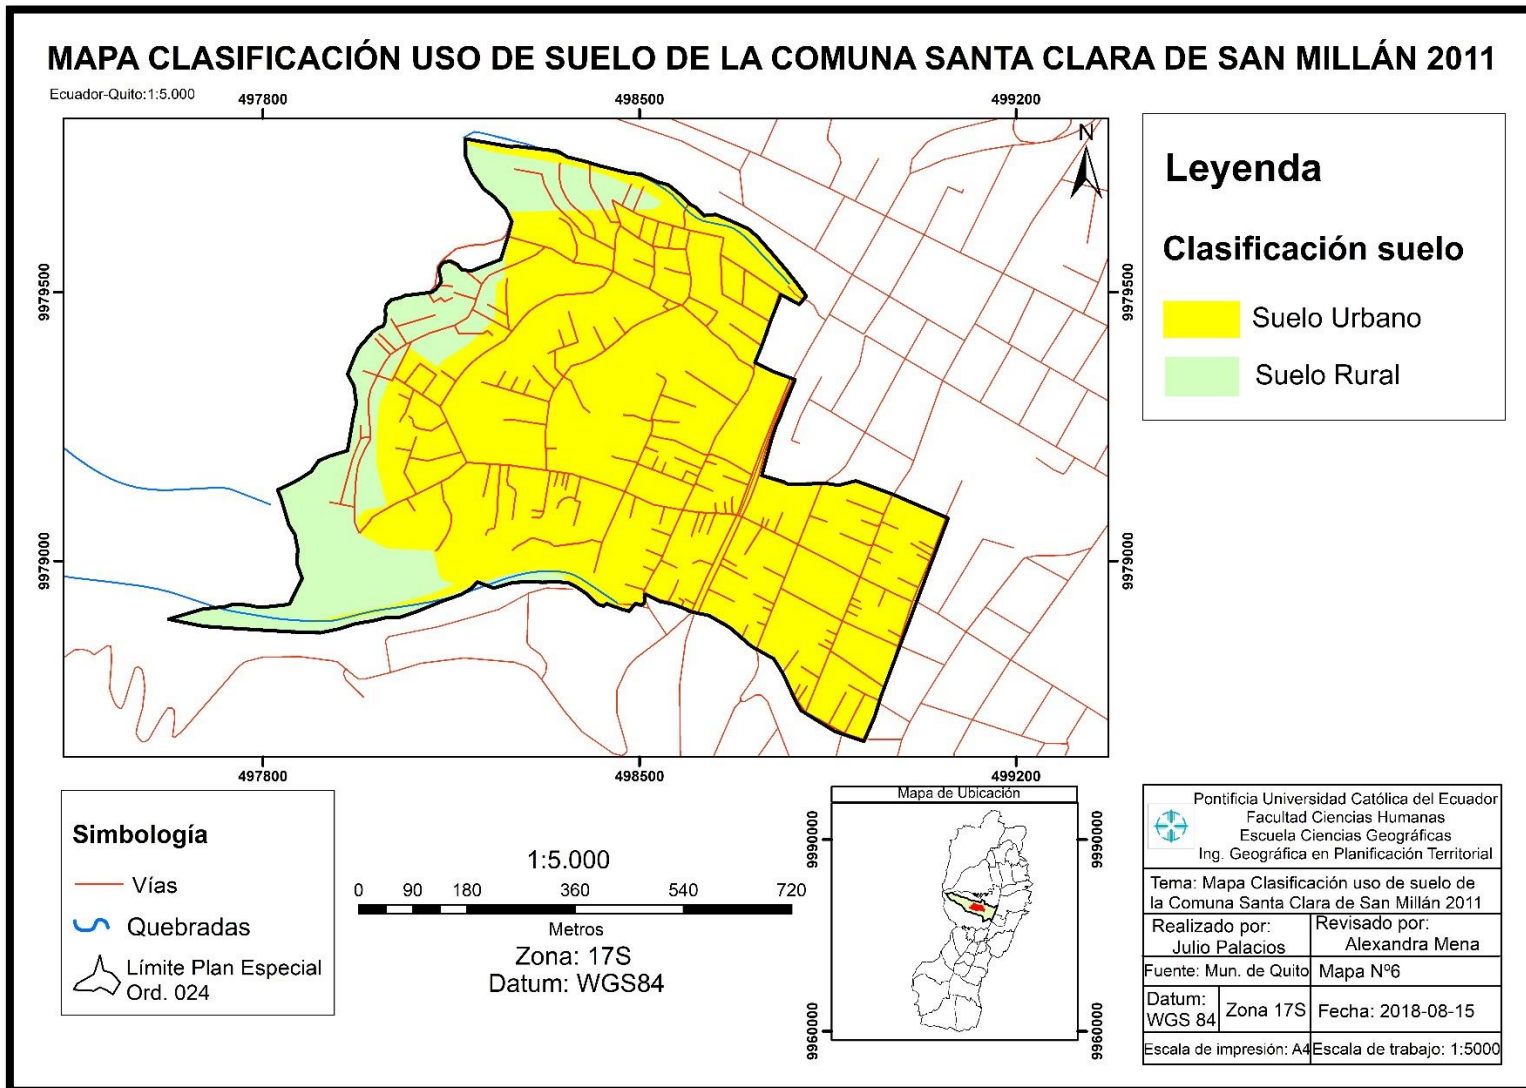 MAPA CLASIFICACIÓN USO DE SUELO DE LA COMUNA SANTA CLARA DE SAN MILLÁN 2011
Ecuador-Quito:1:5.000
497800
498500
499200
N
9979500
9979500
9979000
9979000
497800
498500
499200
Leyenda
Clasificación suelo
Suelo Urbano
Suelo Rural
Simbología
Vías
Quebradas
Límite Plan Especial
Ord. 024
1:5.000
0 90 180 360 540 720
Metros
Zona: 17S
Datum: WGS84
Mapa de Ubicación
9990000
9990000
9960000
9960000
Pontificia Universidad Católica del Ecuador
Facultad Ciencias Humanas
Escuela Ciencias Geográficas
Ing. Geográfica en Planificación Territorial
Tema: Mapa Clasificación uso de suelo de
la Comuna Santa Clara de San Millán 2011
Realizado por:
Julio Palacios
Revisado por:
Alexandra Mena
Fuente: Mun. de Quito
Mapa Nº6
Datum:
WGS 84
Zona 17S
Fecha: 2018-08-15
Escala de impresión: A4
Escala de trabajo: 1:5000